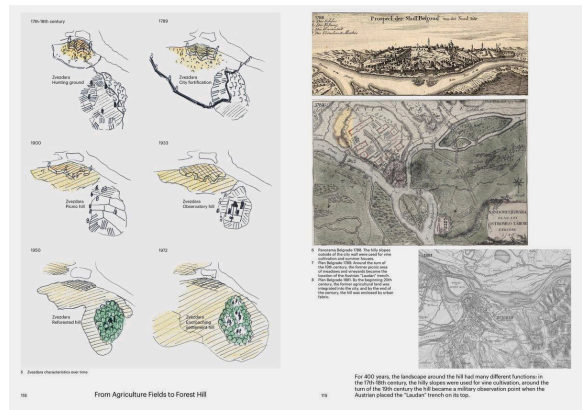 17th-18th century
Zvezdara
Hunting ground
1789
Zvezdara
City fortification
1900
Zvezdara
Picnic hill
1933
Zvezdara
Observatory hill
1950
Zvezdara
Reforested hill
1972
Zvezdara
Encroaching
settlement hill
5 Zvezdara characteristics over time
118
From Agriculture Fields to Forest Hill
Prospect der Stadt Belgrad
6 Panorama Belgrade 1788. The hilly slopes
outside of the city wall were used for vine
cultivation and summer houses.
7 Plan Belgrade 1789. Around the turn of
the 19th century, the former picnic area
of meadows and vineyards became the
location of the Austrian "Laudan" trench.
8 Plan Belgrade 1881. By the beginning 20th
century, the former agricultural land was
integrated into the city, and by the end of
the century, the hill was enclosed by urban
fabric.
For 400 years, the landscape around the hill had many different functions: in
the 17th-18th century, the hilly slopes were used for vine cultivation, around the
turn of the 19th century the hill became a military observation point when the
Austrian placed the "Laudan" trench on its top.
119